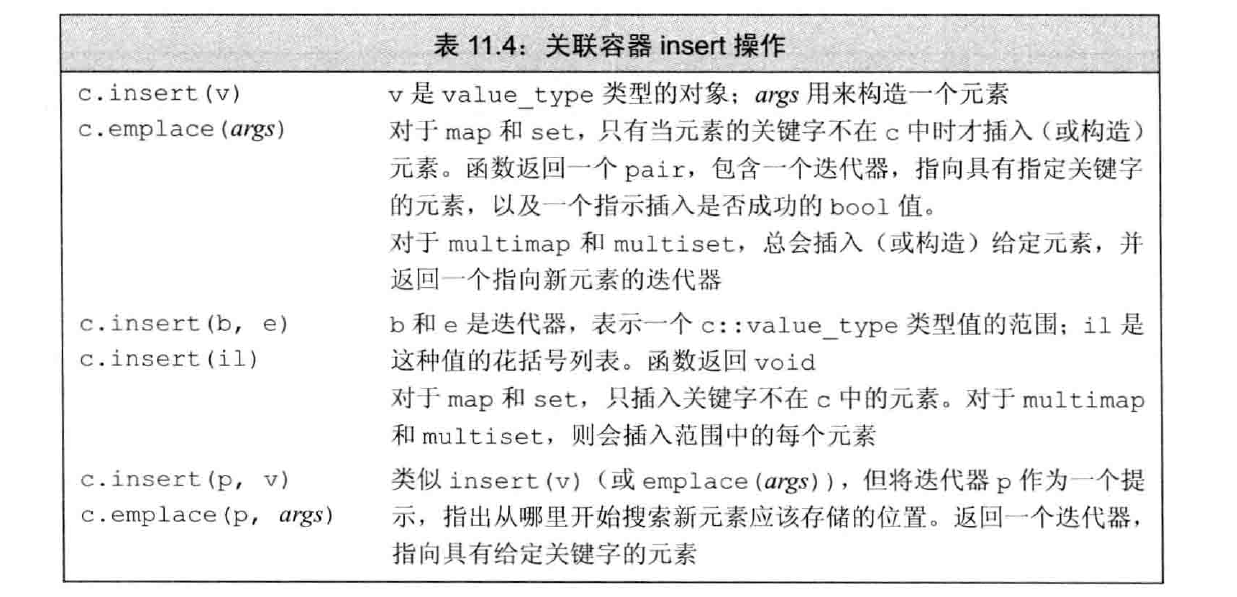 表 11.4：关联容器 insert 操作
c.insert(v) v 是 value_type 类型的对象；args 用来构造一个元素
c.emplace(args) 对于 map 和 set，只有当元素的关键字不在 c 中时才插入（或构造）
元素。函数返回一个 pair，包含一个迭代器，指向具有指定关键字
的元素，以及一个指示插入是否成功的 bool 值。
对于 multimap 和 multiset，总会插入（或构造）给定元素，并
返回一个指向新元素的迭代器
c.insert(b, e) b 和 e 是迭代器，表示一个 c::value_type 类型值的范围；il 是
c.insert(il) 这种值的花括号列表。函数返回 void
对于 map 和 set，只插入关键字不在 c 中的元素。对于 multimap
和 multiset，则会插入范围中的每个元素
c.insert(p, v) 类似 insert(v)（或 emplace(args)），但将迭代器 p 作为一个提
c.emplace(p, args) 示，指出从哪里开始搜索新元素应该存储的位置。返回一个迭代器，
指向具有给定关键字的元素